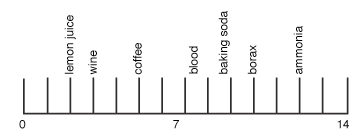 lemon juice
wine
coffee
blood
baking soda
borax
ammonia
0
7
14